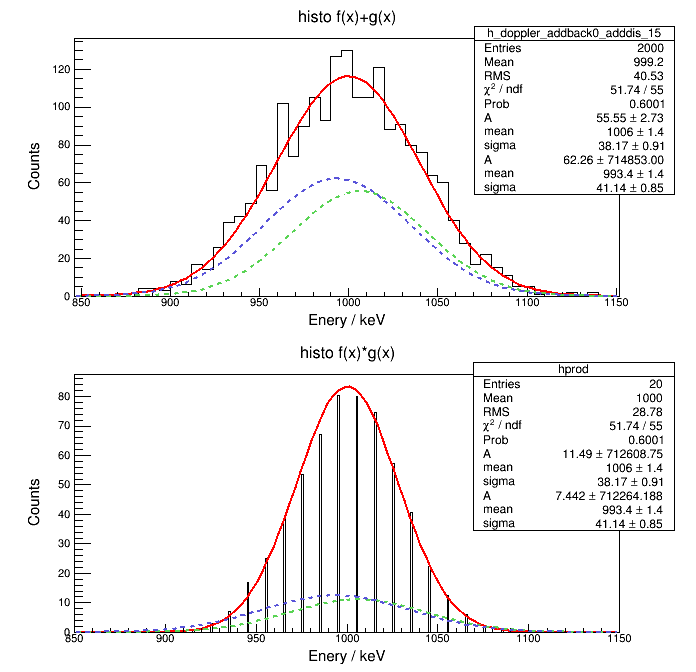 histo f(x)+g(x)
h_doppler_addback0_adddis_15
Entries 2000
Mean 999.2
RMS 40.53
χ² / ndf 51.74 / 55
Prob 0.6001
A 55.55 ± 2.73
mean 1006 ± 1.4
sigma 38.17 ± 0.91
A 62.26 ± 714853.00
mean 993.4 ± 1.4
sigma 41.14 ± 0.85
Counts
120
100
80
60
40
20
0
850 900 950 1000 1050 1100 1150
Enery / keV
histo f(x)*g(x)
hprod
Entries 20
Mean 1000
RMS 28.78
χ² / ndf 51.74 / 55
Prob 0.6001
A 11.49 ± 712608.75
mean 1006 ± 1.4
sigma 38.17 ± 0.91
A 7.442 ± 712264.188
mean 993.4 ± 1.4
sigma 41.14 ± 0.85
Counts
80
70
60
50
40
30
20
10
0
850 900 950 1000 1050 1100 1150
Enery / keV